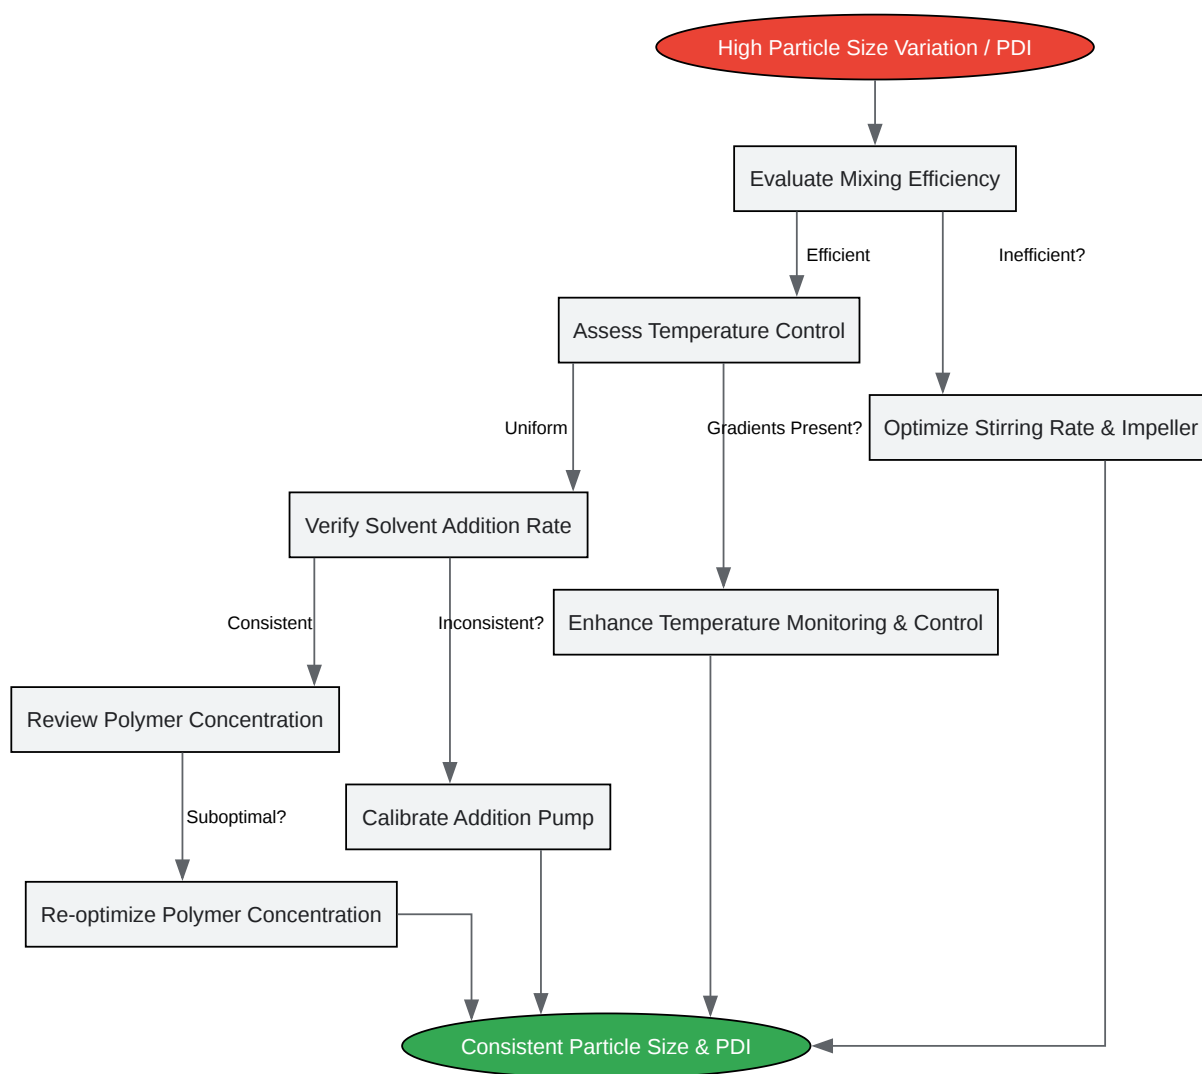 High Particle Size Variation / PDI
Evaluate Mixing Efficiency
Efficient
Inefficient?
Assess Temperature Control
Uniform
Gradients Present?
Optimize Stirring Rate & Impeller
Verify Solvent Addition Rate
Consistent
Inconsistent?
Enhance Temperature Monitoring & Control
Review Polymer Concentration
Suboptimal?
Calibrate Addition Pump
Re-optimize Polymer Concentration
Consistent Particle Size & PDI